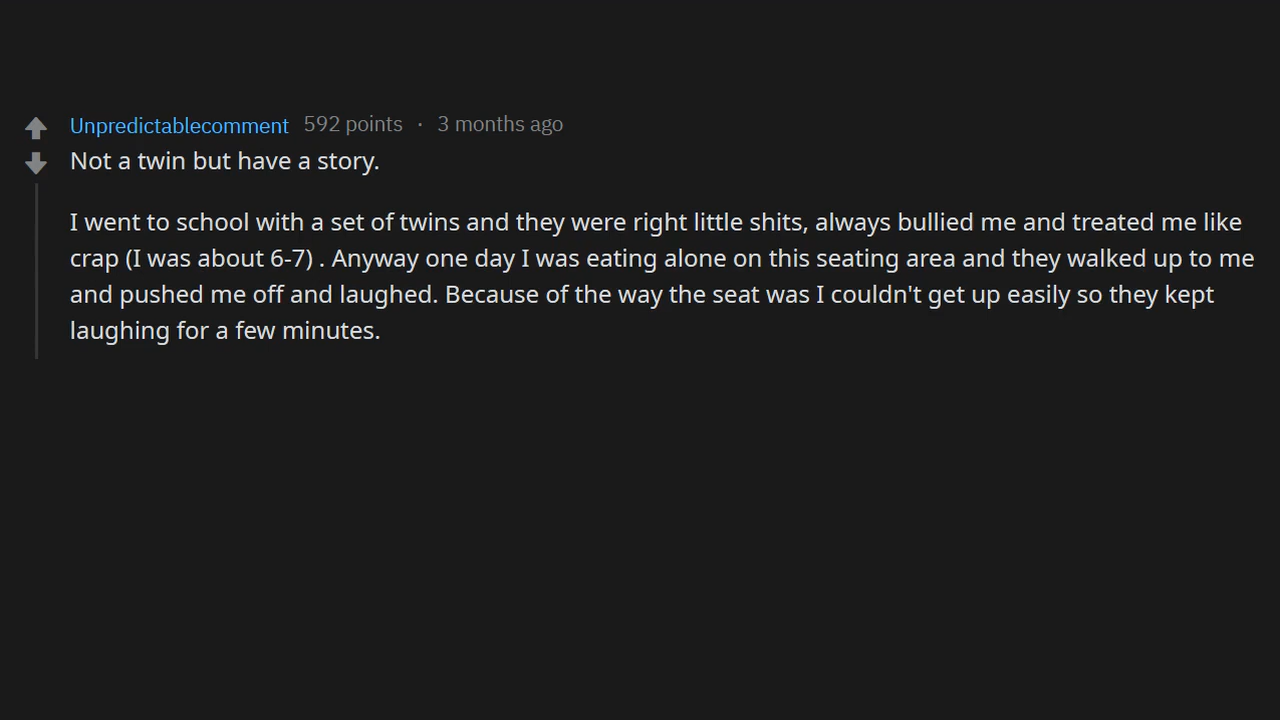 Unpredictablecomment 592 points · 3 months ago
Not a twin but have a story.
I went to school with a set of twins and they were right little shits, always bullied me and treated me like
crap (I was about 6-7) . Anyway one day I was eating alone on this seating area and they walked up to me
and pushed me off and laughed. Because of the way the seat was I couldn't get up easily so they kept
laughing for a few minutes.